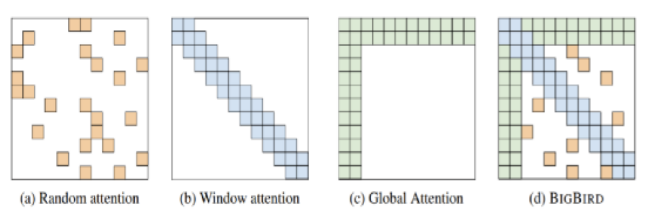 (a) Random attention
(b) Window attention
(c) Global Attention
(d) BIGBIRD